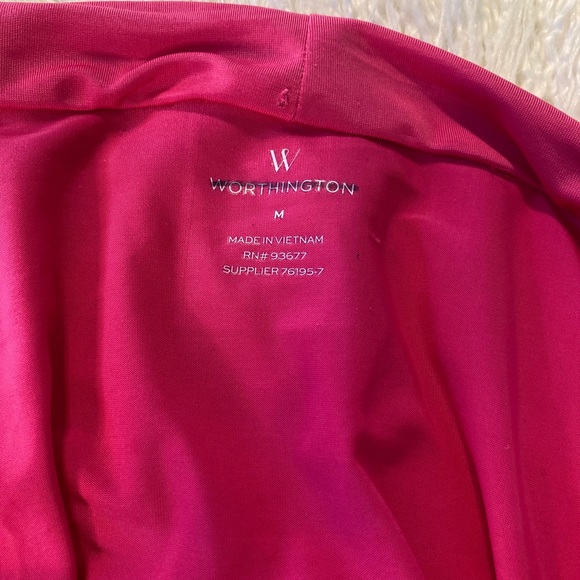 W
WORTHINGTON
M
MADE IN VIETNAM
RN# 93677
SUPPLIER 76195-7